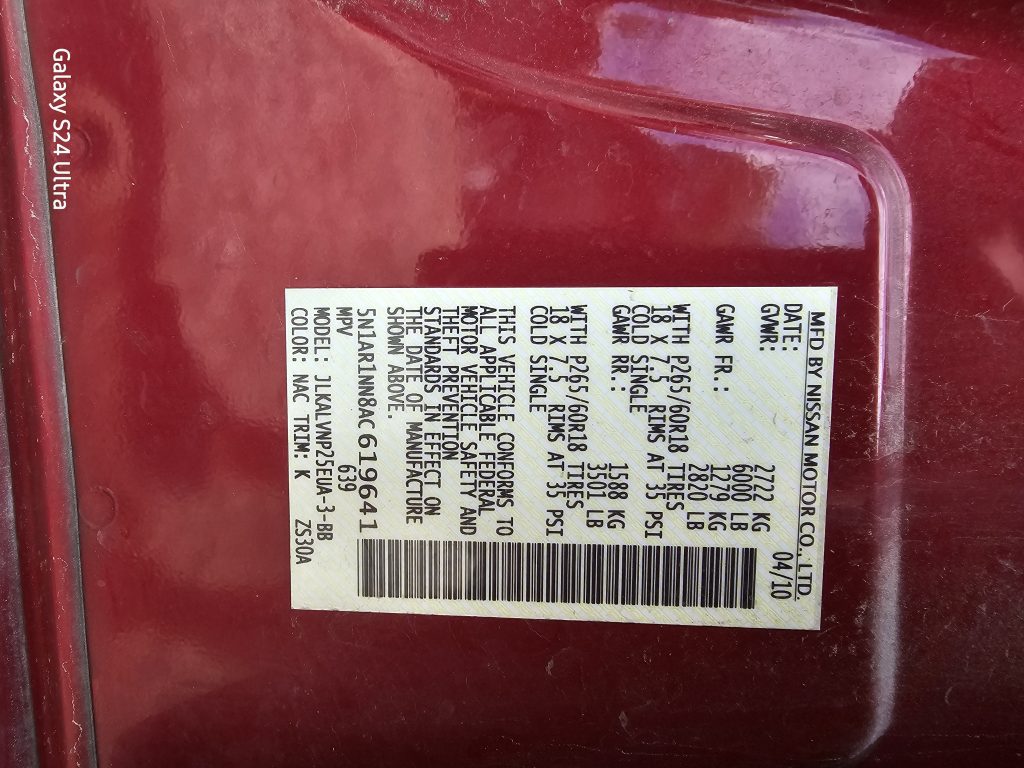 MFD BY NISSAN MOTOR CO., LTD.
DATE: 04/10
GVWR: 2722 KG
6000 LB
GAWR FR.: 1279 KG
2820 LB
WITH P265/60R18 TIRES
18 X 7.5 RIMS AT 35 PSI
COLD SINGLE
GAWR RR.: 1588 KG
3501 LB
WITH P265/60R18 TIRES
18 X 7.5 RIMS AT 35 PSI
COLD SINGLE
THIS VEHICLE CONFORMS TO
ALL APPLICABLE FEDERAL
MOTOR VEHICLE SAFETY AND
THEFT PREVENTION
STANDARDS IN EFFECT ON
THE DATE OF MANUFACTURE
SHOWN ABOVE.
5N1AR1NN8AC619641
MPV 639
MODEL: JLKALVNP25EUA-3-BB
COLOR: NAC TRIM: K ZS30A
Galaxy S24 Ultra